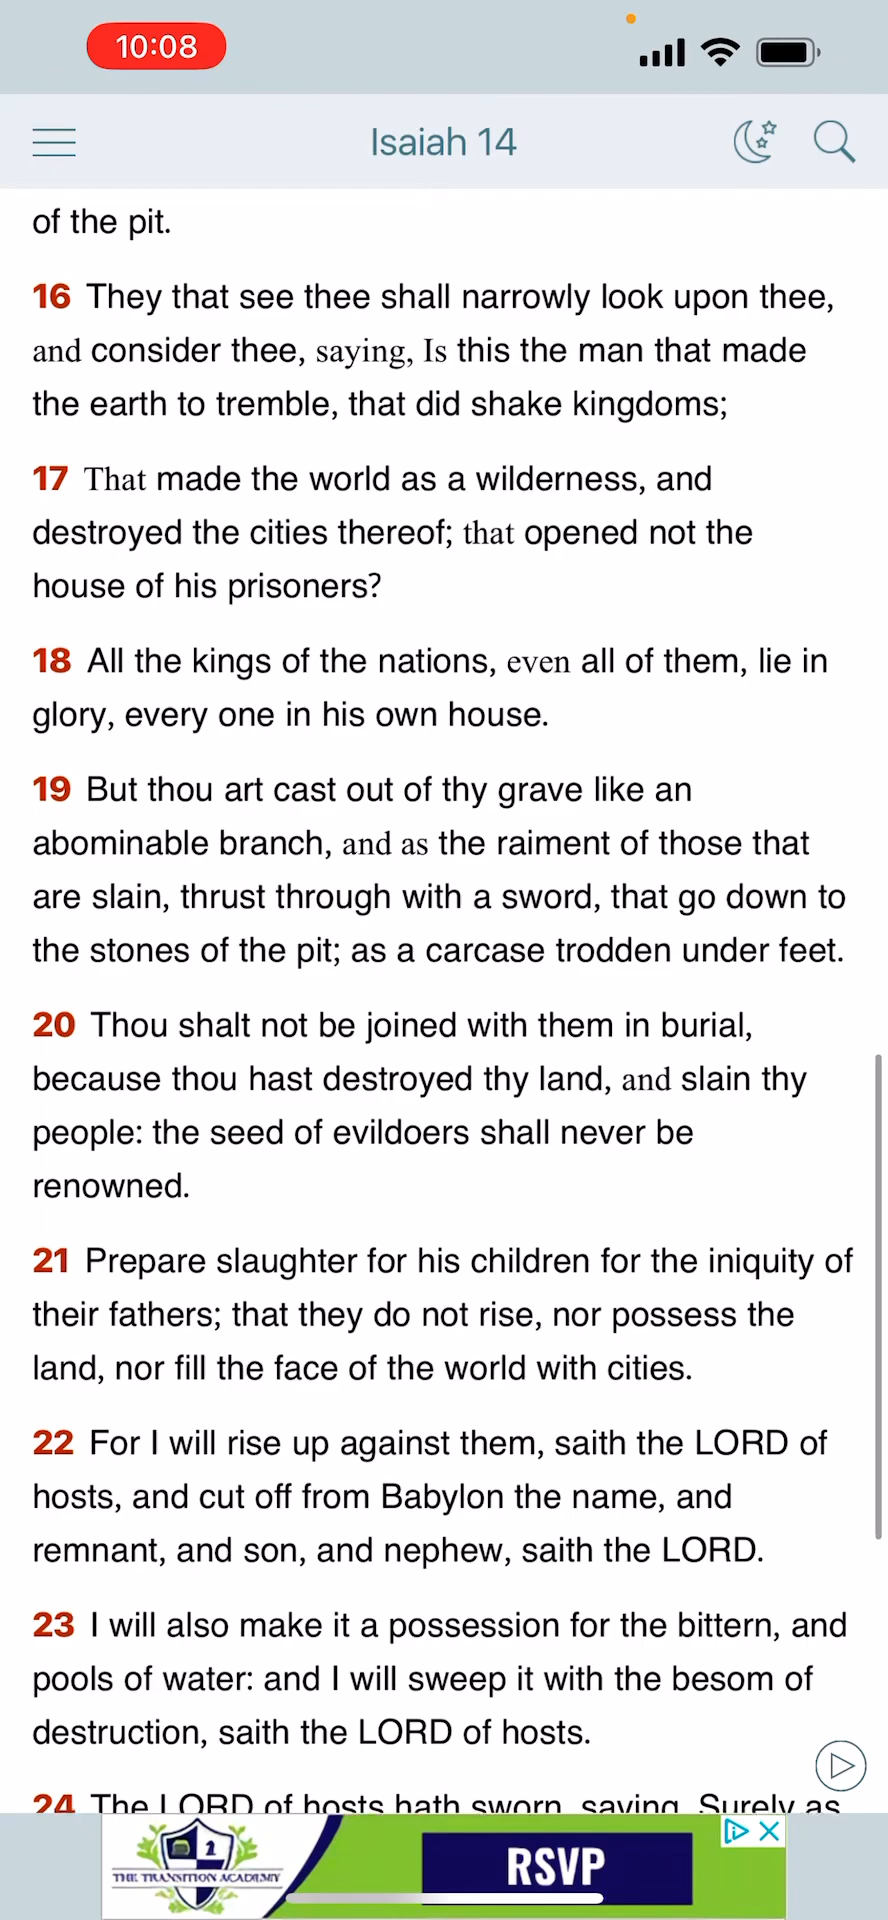 10:08
Isaiah 14
of the pit.
16 They that see thee shall narrowly look upon thee,
and consider thee, saying, Is this the man that made
the earth to tremble, that did shake kingdoms;
17 That made the world as a wilderness, and
destroyed the cities thereof; that opened not the
house of his prisoners?
18 All the kings of the nations, even all of them, lie in
glory, every one in his own house.
19 But thou art cast out of thy grave like an
abominable branch, and as the raiment of those that
are slain, thrust through with a sword, that go down to
the stones of the pit; as a carcase trodden under feet.
20 Thou shalt not be joined with them in burial,
because thou hast destroyed thy land, and slain thy
people: the seed of evildoers shall never be
renowned.
21 Prepare slaughter for his children for the iniquity of
their fathers; that they do not rise, nor possess the
land, nor fill the face of the world with cities.
22 For I will rise up against them, saith the LORD of
hosts, and cut off from Babylon the name, and
remnant, and son, and nephew, saith the LORD.
23 I will also make it a possession for the bittern, and
pools of water: and I will sweep it with the besom of
destruction, saith the LORD of hosts.
24 The LORD of hosts hath sworn, saying, Surely as
THE TRANSITION ACADEMY
RSVP